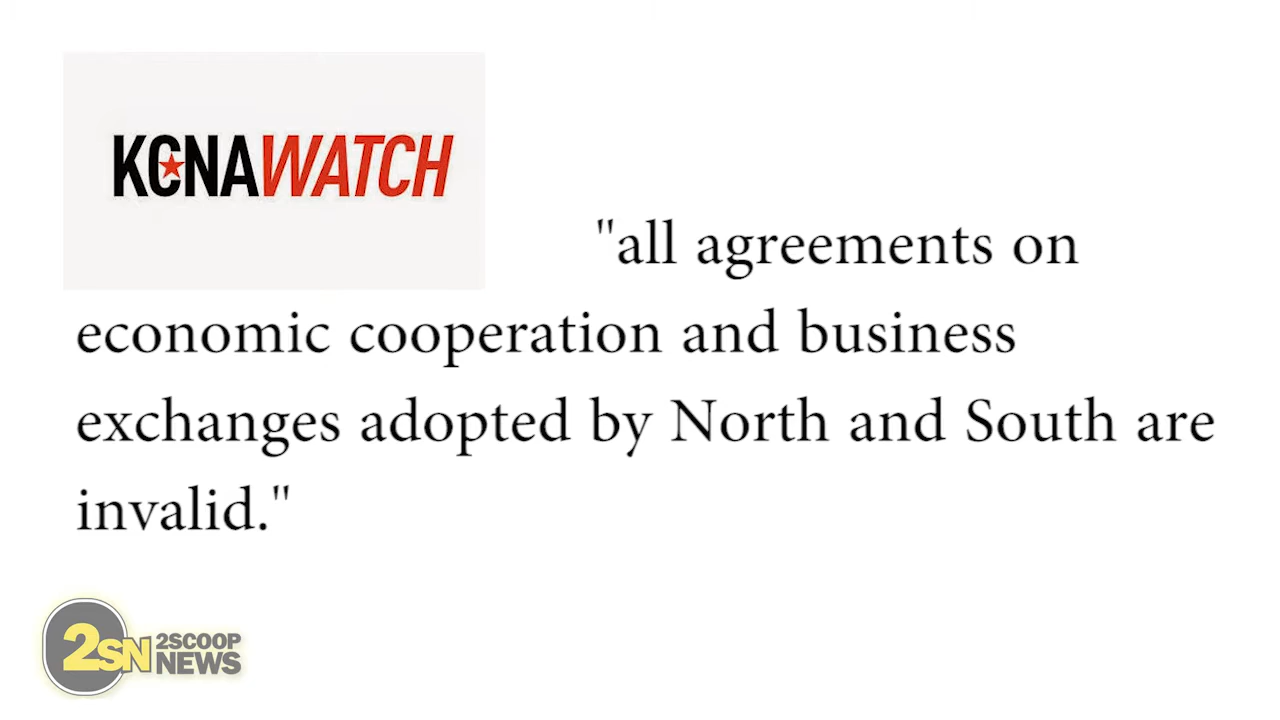 KCNAWATCH
"all agreements on
economic cooperation and business
exchanges adopted by North and South are
invalid."
2SN 2SCOOP
NEWS